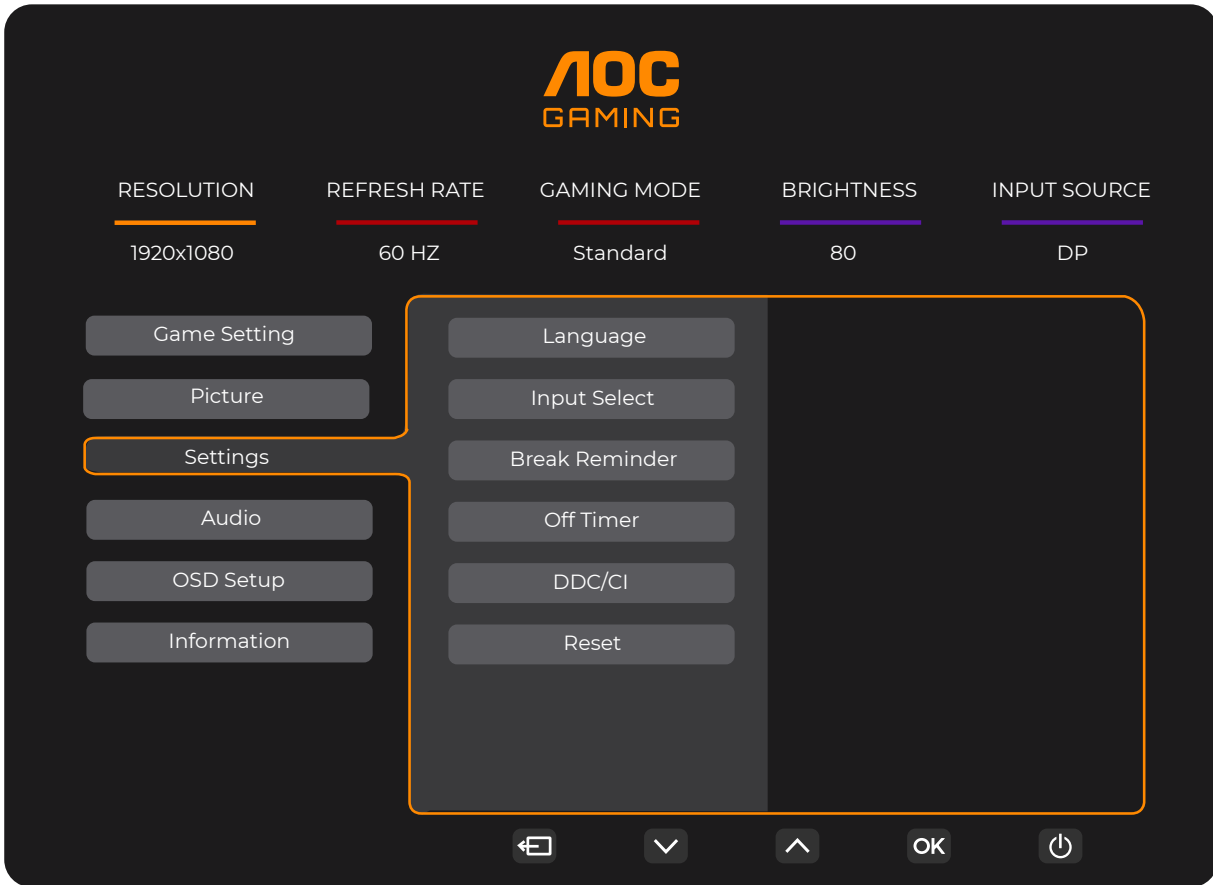 AOC
GAMING
RESOLUTION REFRESH RATE GAMING MODE BRIGHTNESS INPUT SOURCE
1920x1080 60 HZ Standard 80 DP
Game Setting
Picture
Settings
Audio
OSD Setup
Information
Language
Input Select
Break Reminder
Off Timer
DDC/CI
Reset
OK